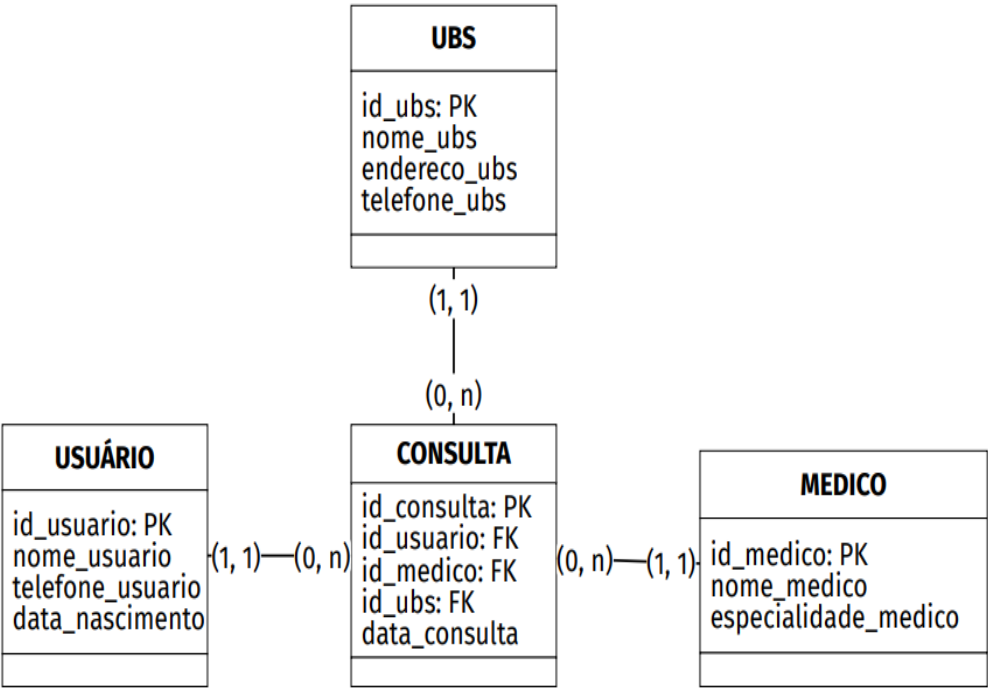 UBS
id_ubs: PK
nome_ubs
endereco_ubs
telefone_ubs
(1, 1)
(0, n)
USUÁRIO
id_usuario: PK
nome_usuario
telefone_usuario
data_nascimento
(1, 1)
(0, n)
CONSULTA
id_consulta: PK
id_usuario: FK
id_medico: FK
id_ubs: FK
data_consulta
(0, n)
(1, 1)
MEDICO
id_medico: PK
nome_medico
especialidade_medico